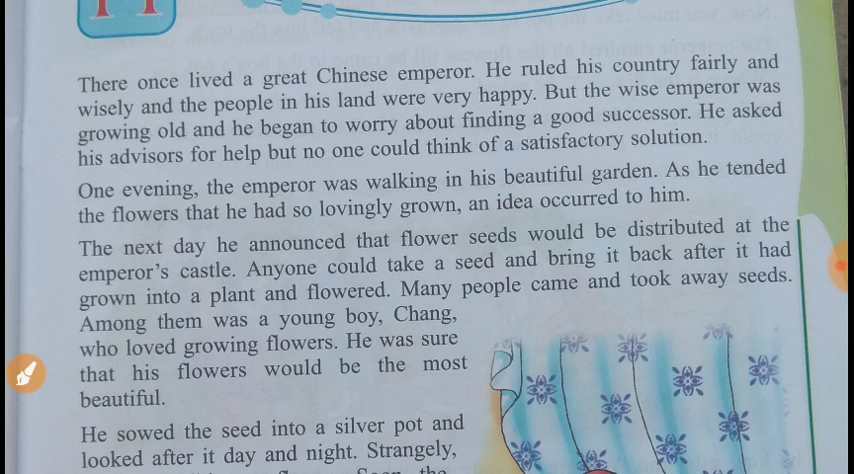 There once lived a great Chinese emperor. He ruled his country fairly and
wisely and the people in his land were very happy. But the wise emperor was
growing old and he began to worry about finding a good successor. He asked
his advisors for help but no one could think of a satisfactory solution.
One evening, the emperor was walking in his beautiful garden. As he tended
the flowers that he had so lovingly grown, an idea occurred to him.
The next day he announced that flower seeds would be distributed at the
emperor's castle. Anyone could take a seed and bring it back after it had
grown into a plant and flowered. Many people came and took away seeds.
Among them was a young boy, Chang,
who loved growing flowers. He was sure
that his flowers would be the most
beautiful.
He sowed the seed into a silver pot and
looked after it day and night. Strangely,